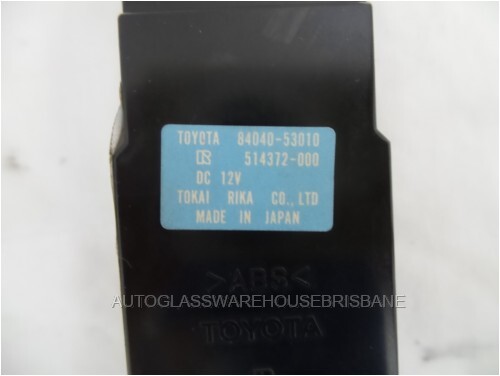 TOYOTA 84040-53010
514372-000
DC 12V
TOKAI RIKA CO., LTD
MADE IN JAPAN
>ABS<
AUTOGLASSWAREHOUSEBRISBANE
TOYOTA